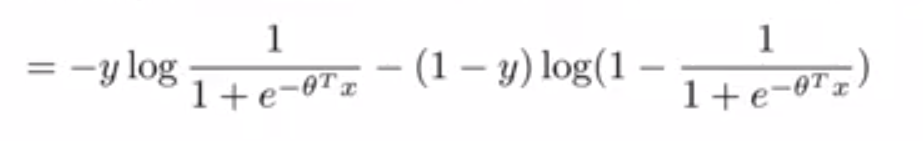 = −y log 1/(1 + e^{−θ^T x}) − (1 − y) log(1 − 1/(1 + e^{−θ^T x}))